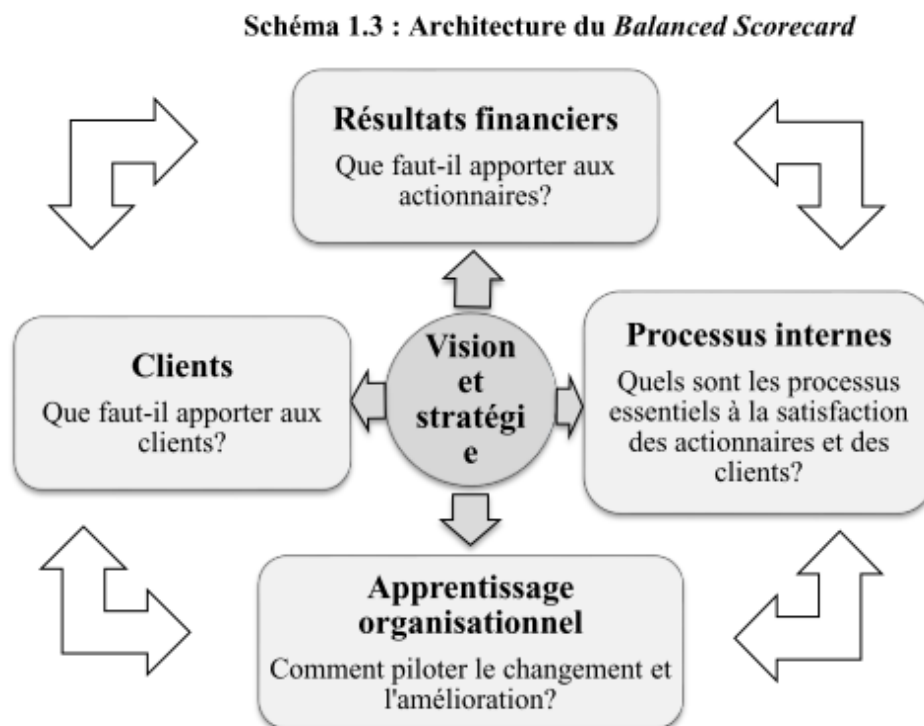 Schéma 1.3 : Architecture du Balanced Scorecard
Résultats financiers
Que faut-il apporter aux
actionnaires?
Clients
Que faut-il apporter aux
clients?
Vision
et
stratégi
e
Processus internes
Quels sont les processus
essentiels à la satisfaction
des actionnaires et des
clients?
Apprentissage
organisationnel
Comment piloter le changement et
l'amélioration?